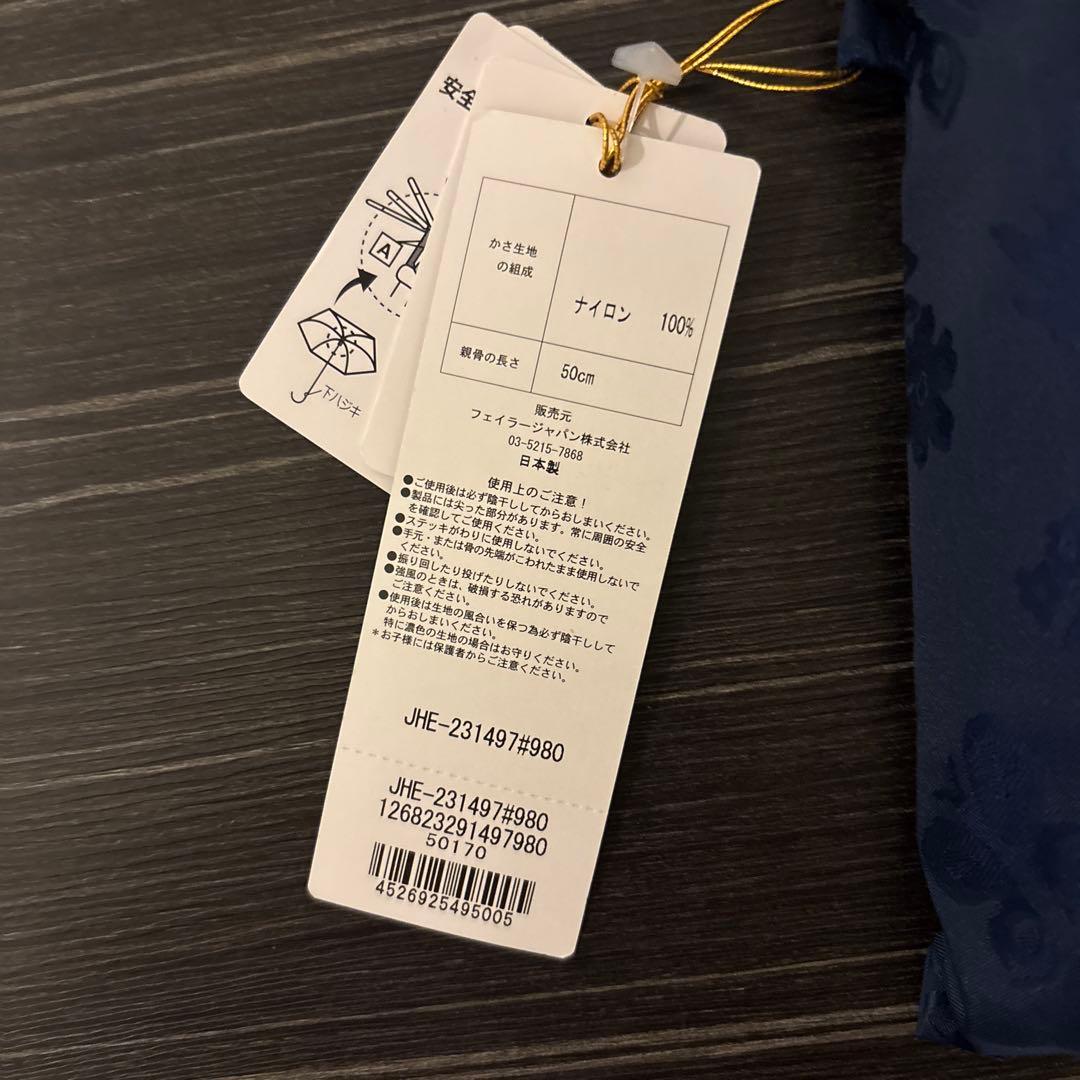 安全
A
下ハジキ
かさ生地
の組成
ナイロン 100%
親骨の長さ
50cm
販売元
フェイラージャパン株式会社
03-5215-7868
日本製
使用上のご注意!
●ご使用後は必ず陰干ししてからおしまいください。
●製品には尖った部分があります。常に周囲の安全
を確認してご使用ください。
●ステッキがわりに使用しないでください。
●手元・または骨の先端がこわれたまま使用しないで
ください。
●振り回したり投げたりしないでください。
●強風のときは、破損する恐れがありますので
ご注意ください。
●使用後は生地の風合いを保つ為必ず陰干しして
からおしまいください。
特に濃色の生地の場合はお守りください。
*お子様には保護者からご注意ください。
JHE-231497#980
JHE-231497#980
126823291497980
50170
4526925495005